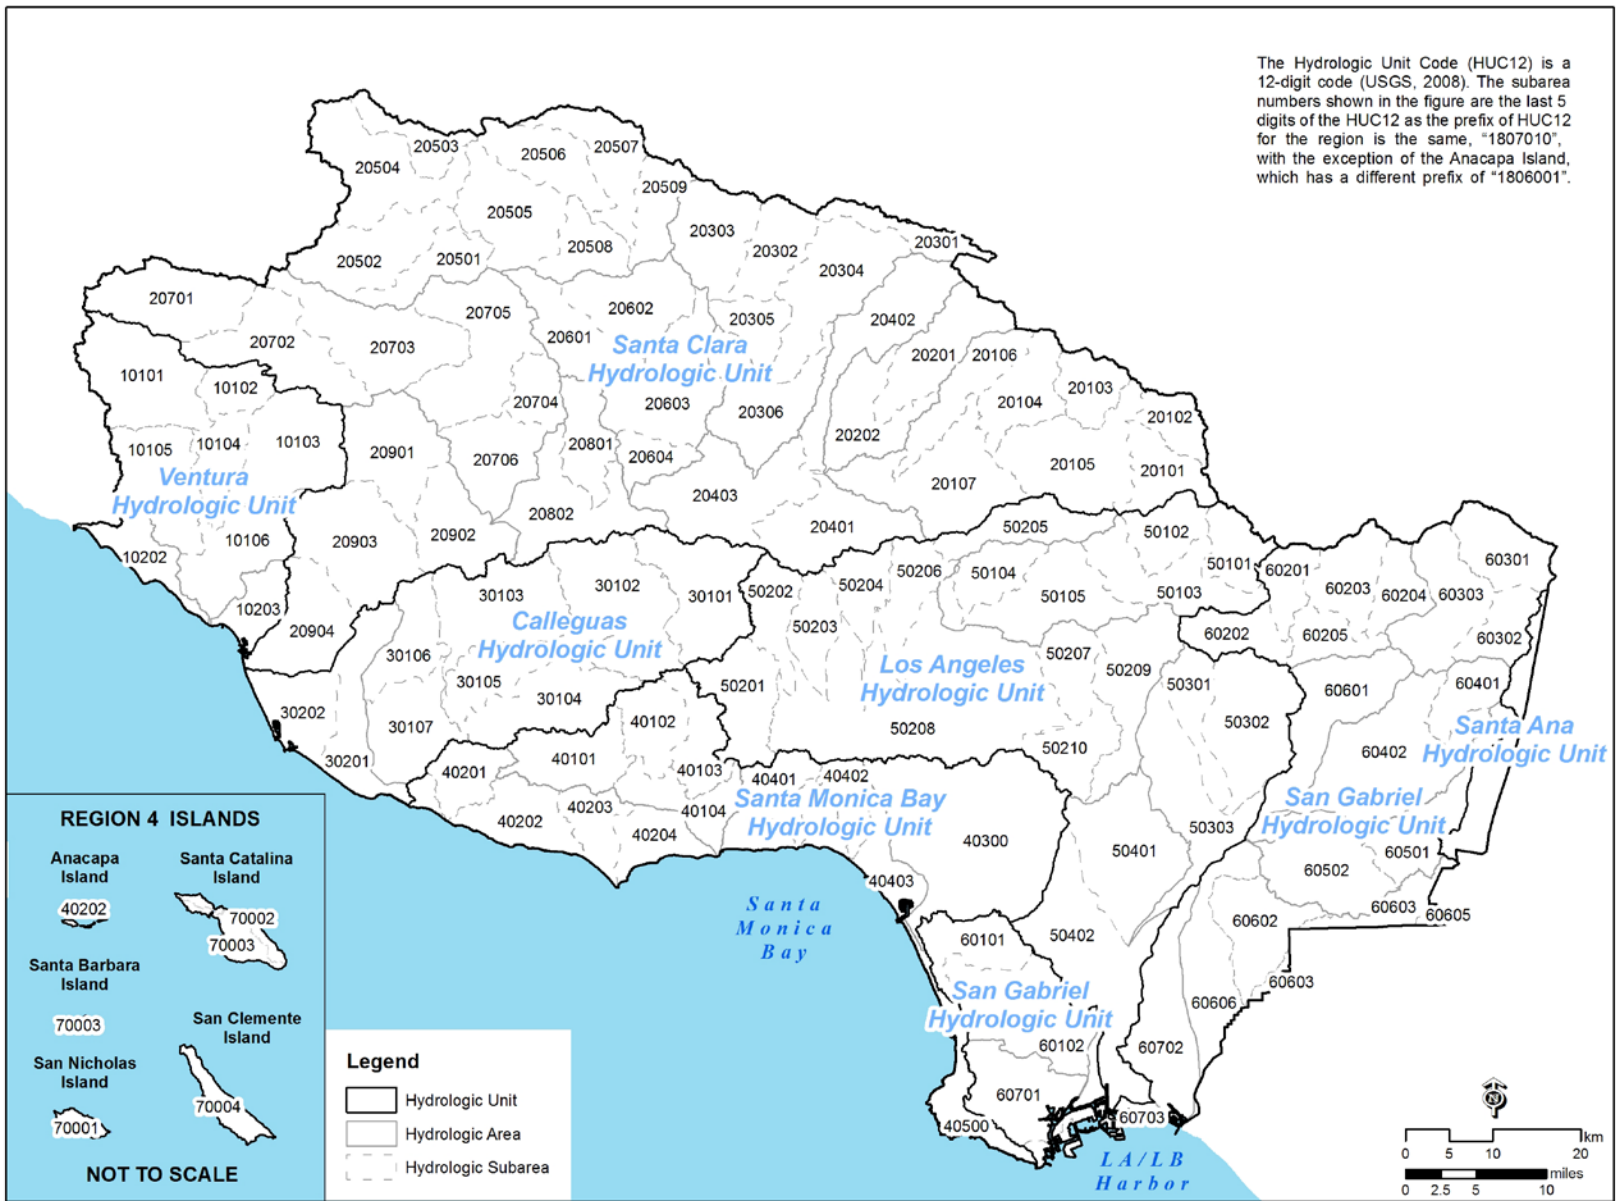 The Hydrologic Unit Code (HUC12) is a
12-digit code (USGS, 2008). The subarea
numbers shown in the figure are the last 5
digits of the HUC12 as the prefix of HUC12
for the region is the same, “1807010”,
with the exception of the Anacapa Island,
which has a different prefix of “1806001”.
20503
20504
20506
20507
20509
20505
20508
20303
20302
20301
20502
20501
20304
20701
20705
20602
20305
20402
20601
Santa Clara
Hydrologic Unit
20702
20703
20201
20106
10101
10102
20103
20704
20603
20306
20104
20102
10105
10104
10103
20901
20706
20801
20604
20202
20105
20101
Ventura
Hydrologic Unit
20403
20107
20802
20401
50205
50102
10202
10106
20903
20902
50101
60201
60301
30103
30102
30101
50202
50204
50206
50104
50105
50103
60203
60204
60303
10203
20904
Calleguas
Hydrologic Unit
50203
60202
60205
60302
30106
50207
50209
Los Angeles
Hydrologic Unit
30105
30104
50201
50301
60601
60401
30202
30107
40102
50208
50302
Santa Ana
Hydrologic Unit
50210
60402
30201
40201
40101
40103
40401
40402
Santa Monica Bay
Hydrologic Unit
San Gabriel
Hydrologic Unit
40202
40203
40104
40204
40300
50303
50401
60501
60502
40403
60603
60605
60602
Santa
Monica
Bay
60101
50402
60603
San Gabriel
Hydrologic Unit
60606
60102
60702
60701
40500
60703
LA/LB
Harbor
REGION 4 ISLANDS
Anacapa
Island
40202
Santa Catalina
Island
70002
70003
Santa Barbara
Island
70003
San Clemente
Island
70004
San Nicholas
Island
70001
NOT TO SCALE
Legend
Hydrologic Unit
Hydrologic Area
Hydrologic Subarea
N
km
0 5 10 20
miles
0 2.5 5 10